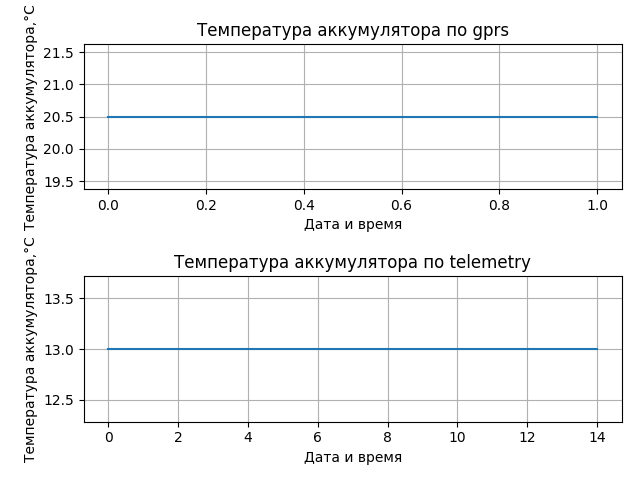 Температура аккумулятора по gprs
Температура аккумулятора,°C
21.5
21.0
20.5
20.0
19.5
0.0 0.2 0.4 0.6 0.8 1.0
Дата и время
Температура аккумулятора по telemetry
Температура аккумулятора,°C
13.5
13.0
12.5
0 2 4 6 8 10 12 14
Дата и время